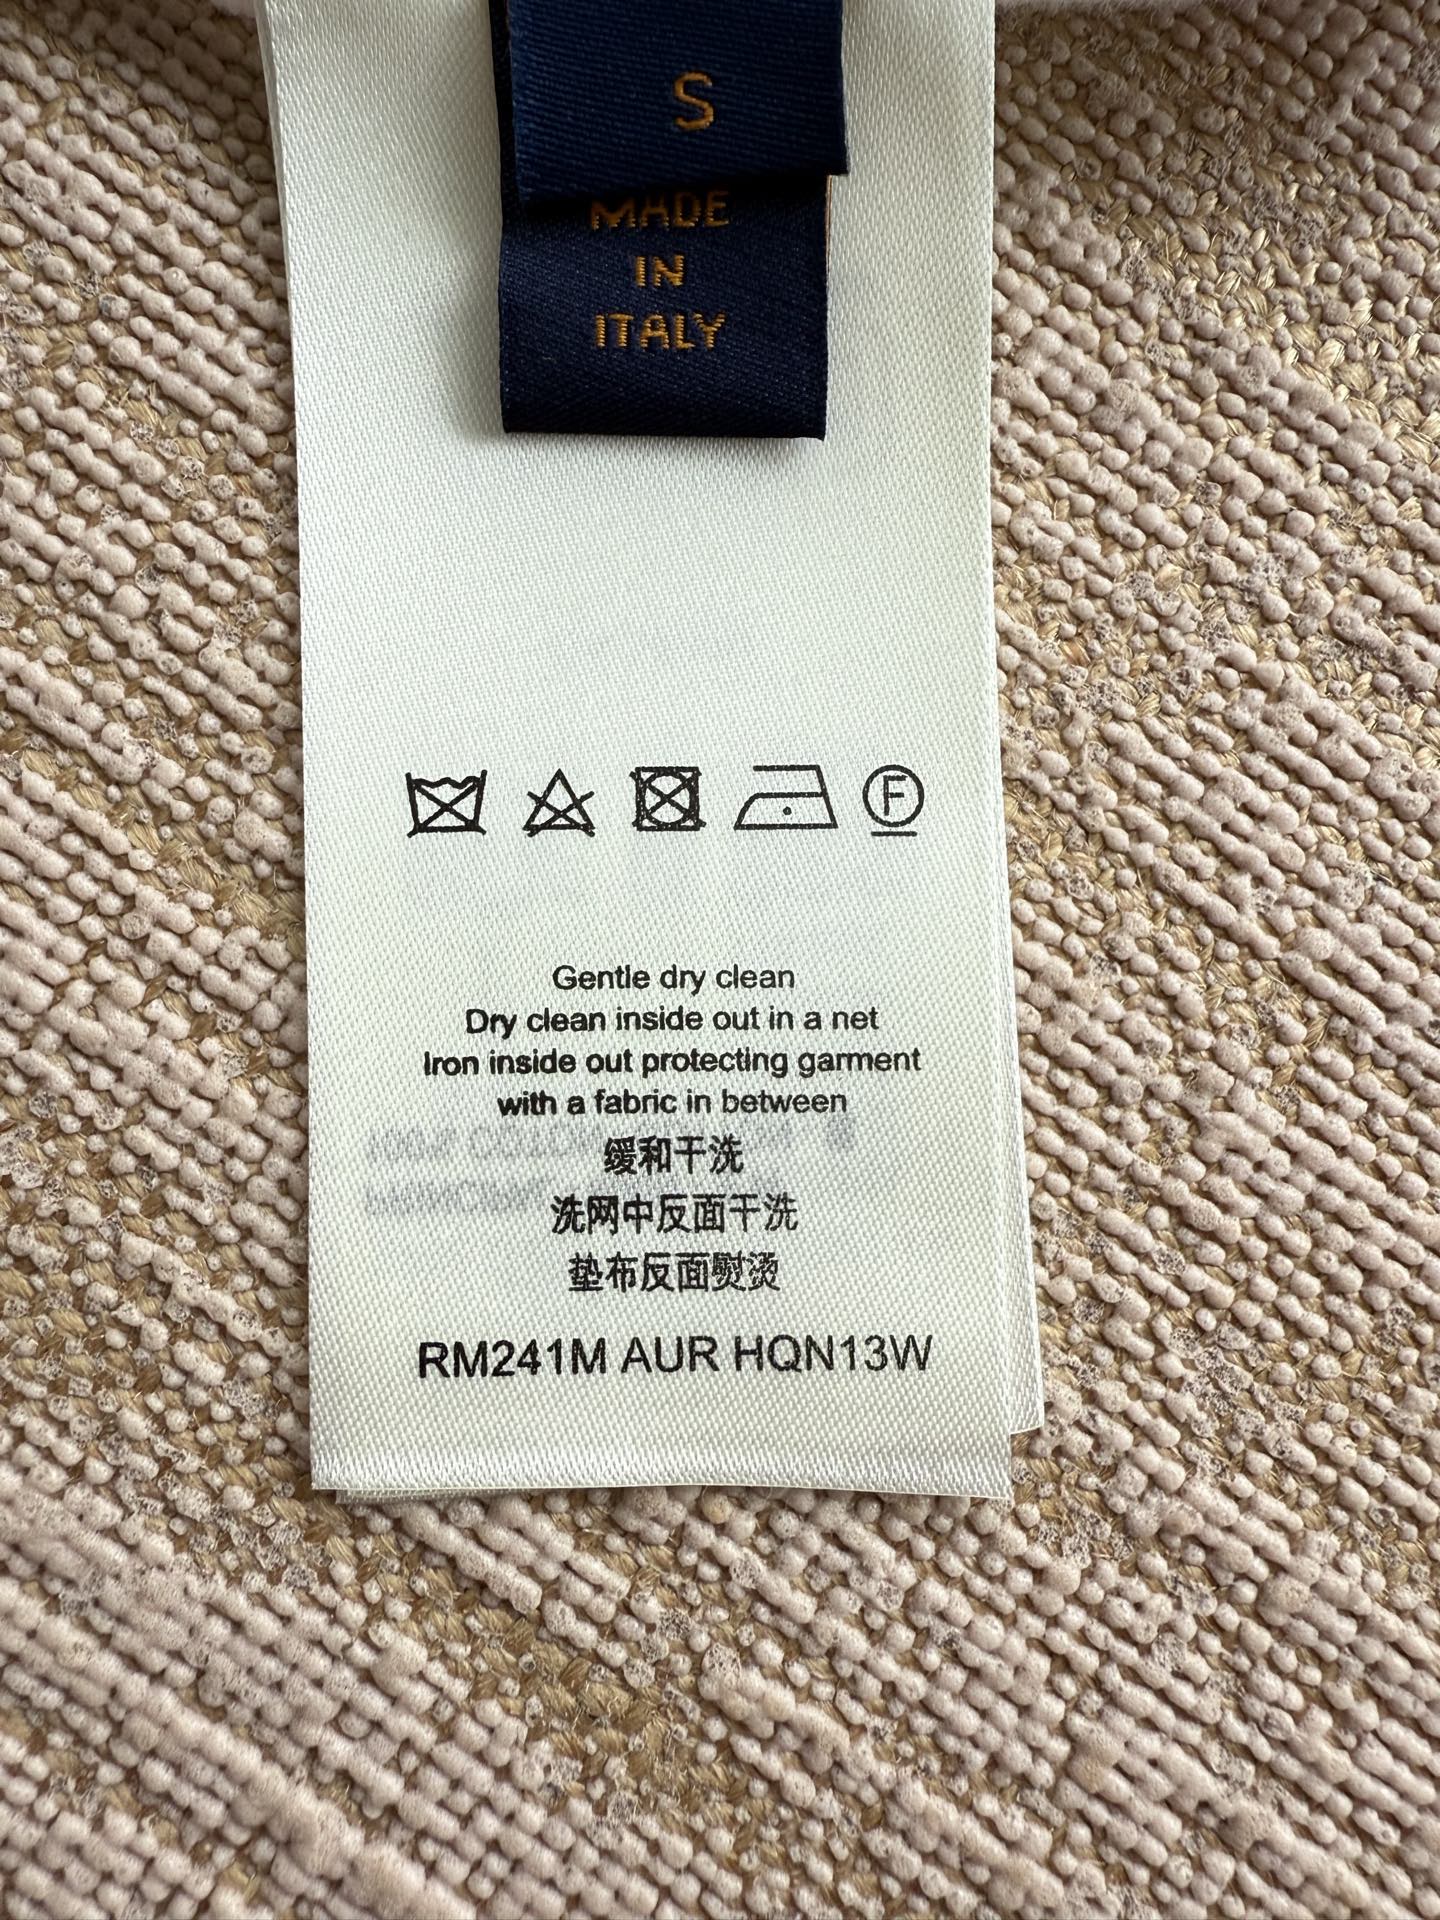 S
MADE
IN
ITALY
F
Gentle dry clean
Dry clean inside out in a net
Iron inside out protecting garment
with a fabric in between
缓和干洗
洗网中反面干洗
垫布反面熨烫
RM241M AUR HQN13W